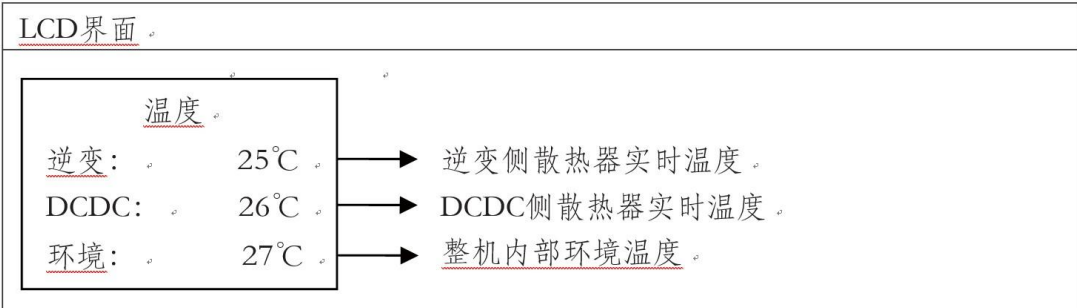 LCD界面
温度
逆变： 25℃ 逆变侧散热器实时温度
DCDC： 26℃ DCDC侧散热器实时温度
环境： 27℃ 整机内部环境温度